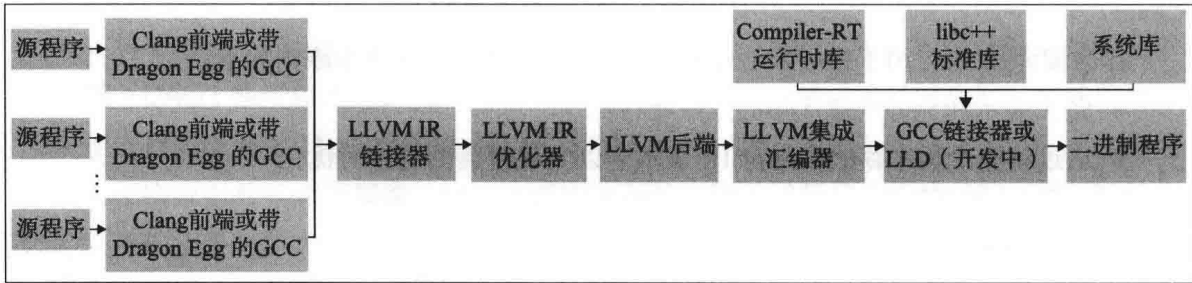 源程序
Clang前端或带
Dragon Egg 的GCC
源程序
Clang前端或带
Dragon Egg 的GCC
⋮
源程序
Clang前端或带
Dragon Egg 的GCC
LLVM IR
链接器
LLVM IR
优化器
LLVM后端
LLVM集成
汇编器
Compiler-RT
运行时库
libc++
标准库
系统库
GCC链接器或
LLD（开发中）
二进制程序